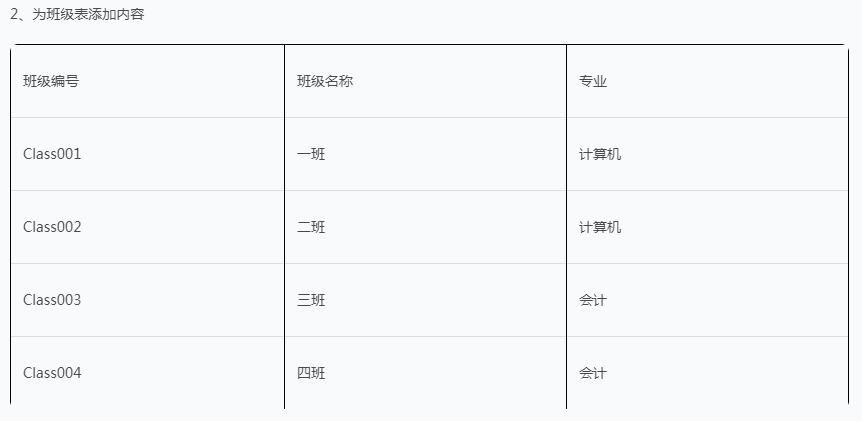 2、为班级表添加内容
班级编号 班级名称 专业
Class001 一班 计算机
Class002 二班 计算机
Class003 三班 会计
Class004 四班 会计